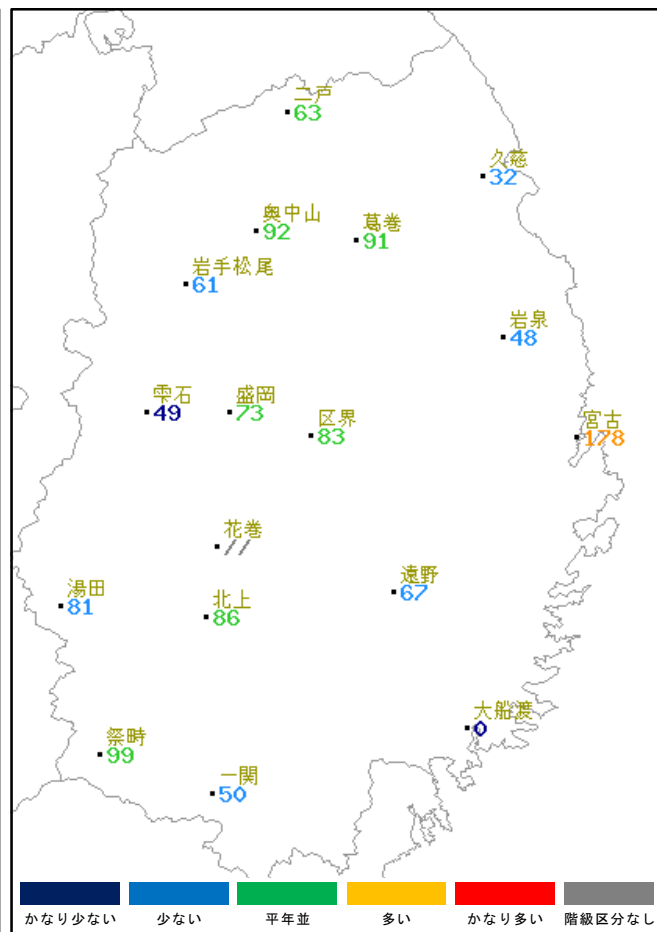 二戸
63
久慈
32
奥中山
92
葛巻
91
岩手松尾
61
岩泉
48
雫石
49
盛岡
73
区界
83
宮古
178
花巻
//
湯田
81
北上
86
遠野
67
大船渡
0
祭畤
99
一関
50
かなり少ない 少ない 平年並 多い かなり多い 階級区分なし